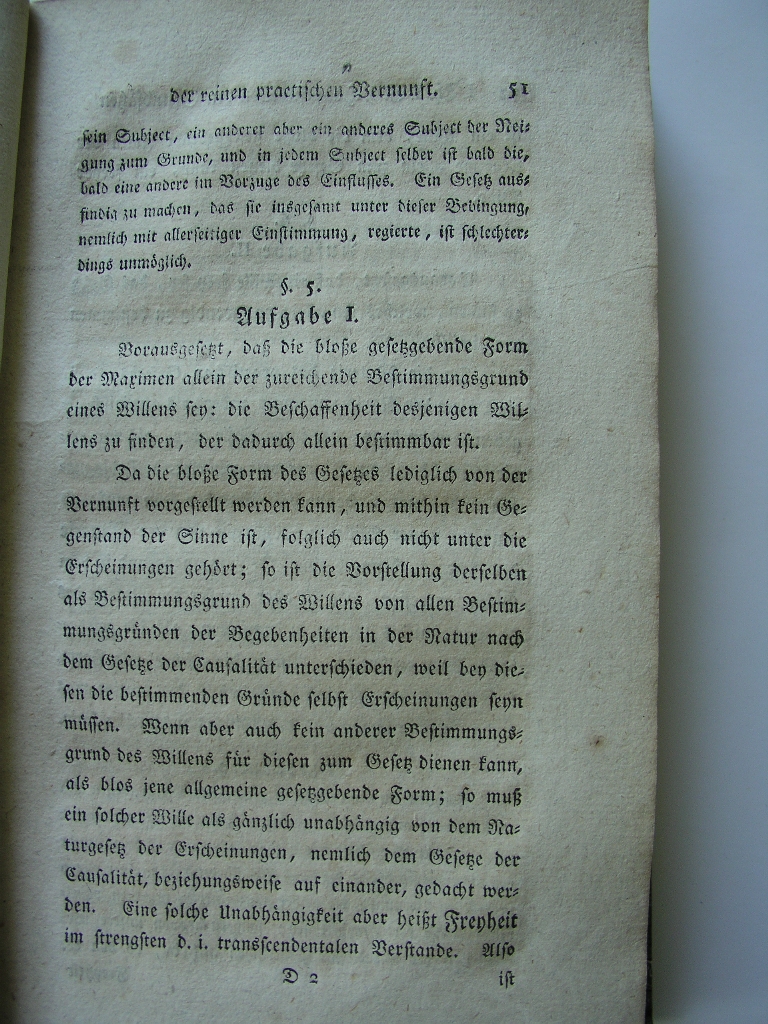 der reinen practischen Vernunft. 51
sein Subject, ein anderer aber ein anderes Subject der Nei-
gung zum Grunde, und in jedem Subject selber ist bald die,
bald eine andere im Vorzuge des Einflusses. Ein Gesetz aus-
findig zu machen, das sie insgesamt unter dieser Bedingung,
nemlich mit allerseitiger Einstimmung, regierte, ist schlechter-
dings unmöglich.
§. 5.
Aufgabe I.
Vorausgesetzt, daß die bloße gesetzgebende Form
der Maximen allein der zureichende Bestimmungsgrund
eines Willens sey: die Beschaffenheit desjenigen Wil-
lens zu finden, der dadurch allein bestimmbar ist.
Da die bloße Form des Gesetzes lediglich von der
Vernunft vorgestellt werden kann, und mithin kein Ge-
genstand der Sinne ist, folglich auch nicht unter die
Erscheinungen gehört; so ist die Vorstellung derselben
als Bestimmungsgrund des Willens von allen Bestim-
mungsgründen der Begebenheiten in der Natur nach
dem Gesetze der Causalität unterschieden, weil bey die-
sen die bestimmenden Gründe selbst Erscheinungen seyn
müssen. Wenn aber auch kein anderer Bestimmungs-
grund des Willens für diesen zum Gesetz dienen kann,
als blos jene allgemeine gesetzgebende Form; so muß
ein solcher Wille als gänzlich unabhängig von dem Na-
turgesetz der Erscheinungen, nemlich dem Gesetze der
Causalität, beziehungsweise auf einander, gedacht wer-
den. Eine solche Unabhängigkeit aber heißt Freyheit
im strengsten d. i. transscendentalen Verstande. Also
D 2 ist